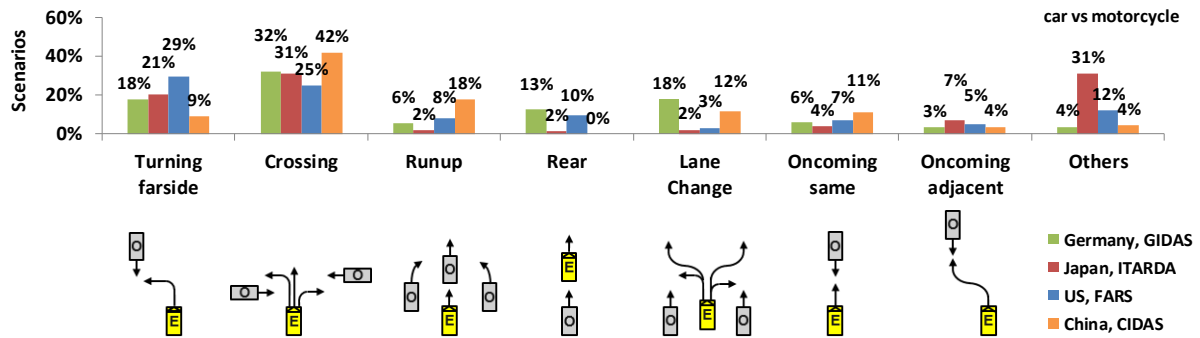 car vs motorcycle
Scenarios
60%
40%
20%
0%
18% 21% 29% 9%
32% 31% 25% 42%
6% 2% 8% 18%
13% 2% 10% 0%
18% 2% 3% 12%
6% 4% 7% 11%
3% 7% 5% 4%
4% 31% 12% 4%
Turning
farside
Crossing
Runup
Rear
Lane
Change
Oncoming
same
Oncoming
adjacent
Others
O
E
O
O
E
O
O
O
E
E
O
O
E
O
O
E
O
E
Germany, GIDAS
Japan, ITARDA
US, FARS
China, CIDAS